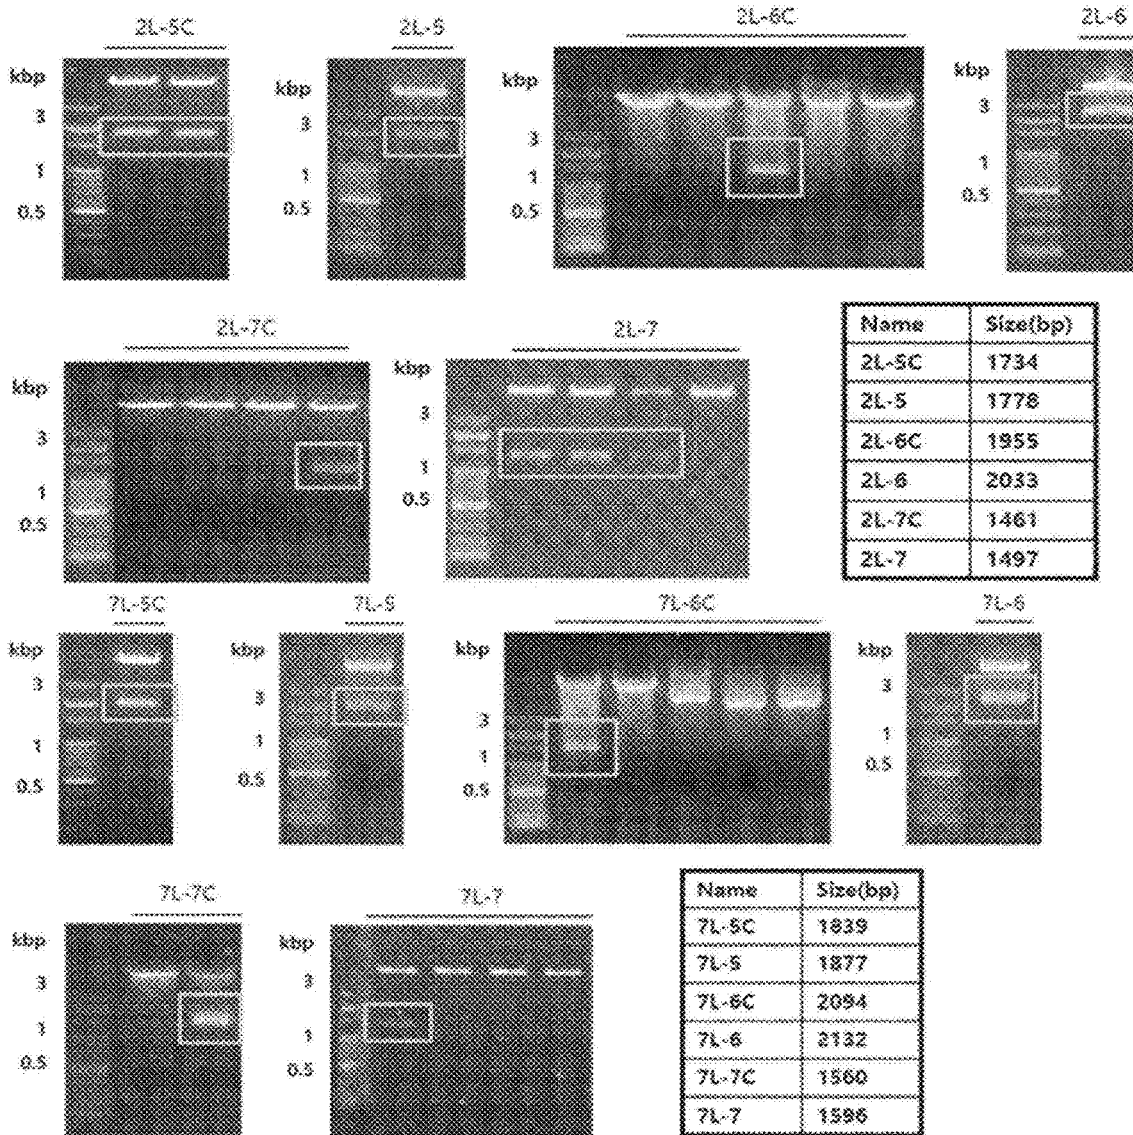 2L-5C
2L-5
2L-6C
2L-6
kbp
3
1
0.5
kbp
3
1
0.5
kbp
3
1
0.5
kbp
3
1
0.5
2L-7C
2L-7
kbp
3
1
0.5
kbp
3
1
0.5
Name Size(bp)
2L-5C 1734
2L-5 1778
2L-6C 1955
2L-6 2033
2L-7C 1461
2L-7 1497
7L-5C
7L-5
7L-6C
7L-6
kbp
3
1
0.5
kbp
3
1
0.5
kbp
3
1
0.5
kbp
3
1
0.5
7L-7C
7L-7
kbp
3
1
0.5
kbp
3
1
0.5
Name Size(bp)
7L-5C 1839
7L-5 1877
7L-6C 2094
7L-6 2132
7L-7C 1560
7L-7 1596